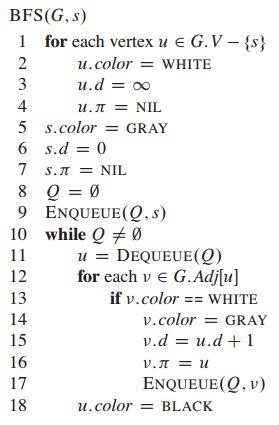 BFS(G, s)
1 for each vertex u ∈ G.V − {s}
2 u.color = WHITE
3 u.d = ∞
4 u.π = NIL
5 s.color = GRAY
6 s.d = 0
7 s.π = NIL
8 Q = Ø
9 ENQUEUE(Q, s)
10 while Q ≠ Ø
11 u = DEQUEUE(Q)
12 for each v ∈ G.Adj[u]
13 if v.color == WHITE
14 v.color = GRAY
15 v.d = u.d + 1
16 v.π = u
17 ENQUEUE(Q, v)
18 u.color = BLACK